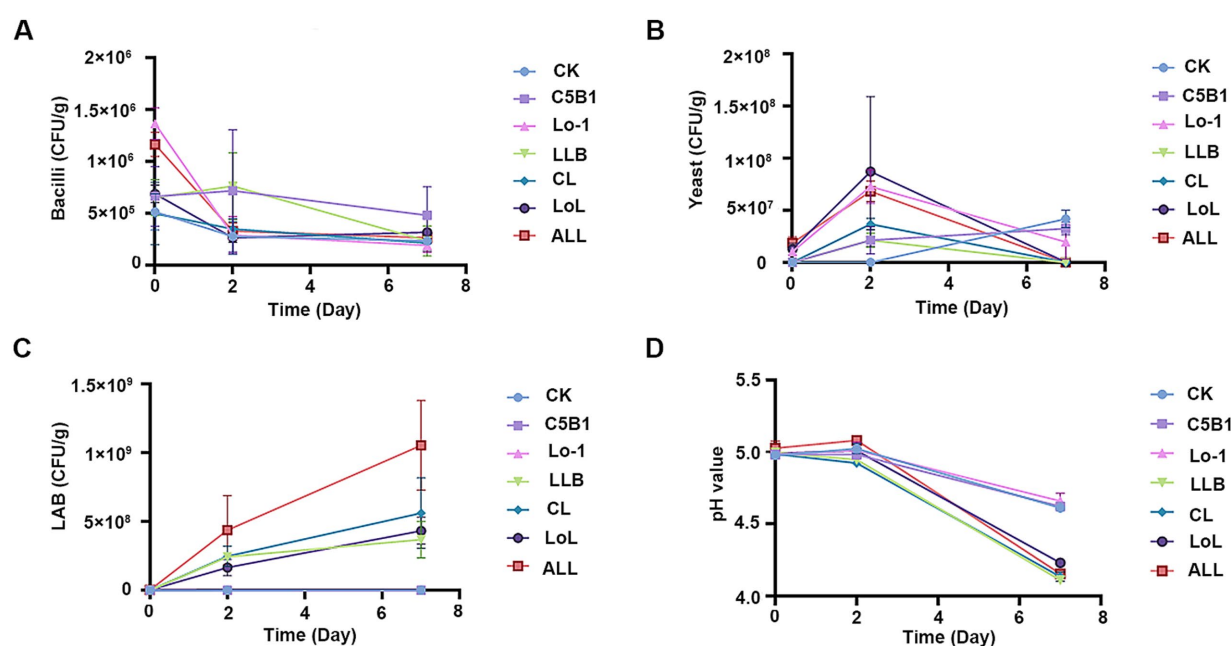 A
Bacilli (CFU/g)
2×10⁶
1.5×10⁶
1×10⁶
5×10⁵
0
0 2 4 6 8
Time (Day)
CK
C5B1
Lo-1
LLB
CL
LoL
ALL
B
Yeast (CFU/g)
2×10⁸
1.5×10⁸
1×10⁸
5×10⁷
0
0 2 4 6 8
Time (Day)
CK
C5B1
Lo-1
LLB
CL
LoL
ALL
C
LAB (CFU/g)
1.5×10⁹
1×10⁹
5×10⁸
0
0 2 4 6 8
Time (Day)
CK
C5B1
Lo-1
LLB
CL
LoL
ALL
D
pH value
5.5
5.0
4.5
4.0
0 2 4 6 8
Time (Day)
CK
C5B1
Lo-1
LLB
CL
LoL
ALL